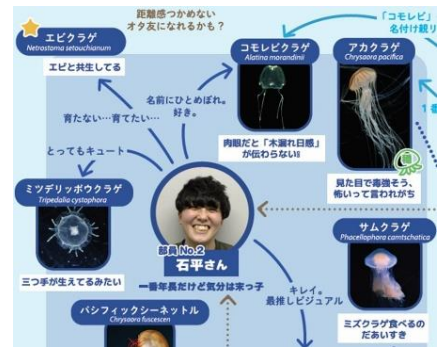 距離感つかめない
オタ友になれるかも？
「コモレビ」
名付け親リ
エビクラゲ
Netrostoma setouchianum
エビと共生してる
コモレビクラゲ
Alatina morandinii
肉眼だと「木漏れ日感」
が伝わらない！！
アカクラゲ
Chrysaora pacifica
見た目で毒強そう、
怖いって言われがち
1番
名前にひとめぼれ。
好き。
育たない…育てたい…
とってもキュート
ミツデリッポウクラゲ
Tripedalia cystophora
三つ手が生えてるみたい
部長 No.2
石平さん
一番年長だけど気分は末っ子
サムクラゲ
Phacellophora camtschatica
ミズクラゲ食べるの
だあいすき
キレイ。
最推しビジュアル
パシフィックシーネットル
Chrysaora fuscescen